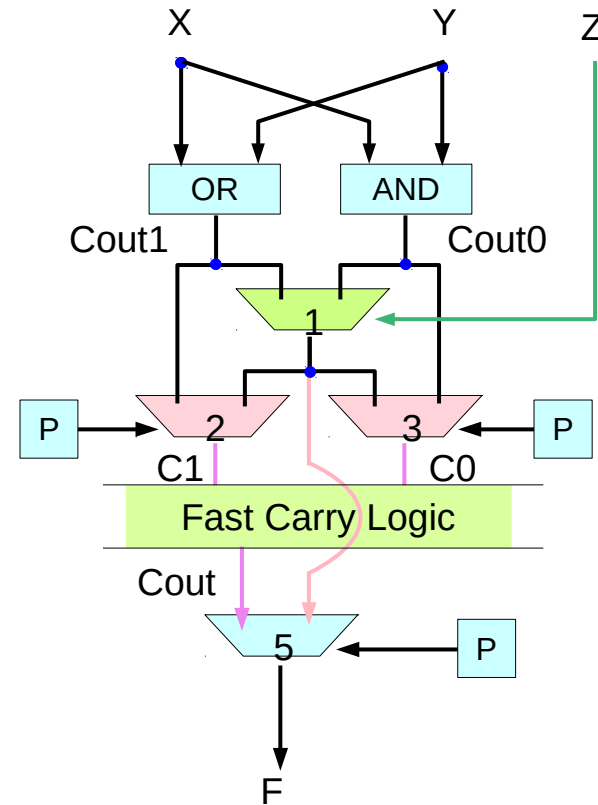 X Y Z
OR AND
Cout1 Cout0
1
P 2 3 P
C1 C0
Fast Carry Logic
Cout
5 P
F